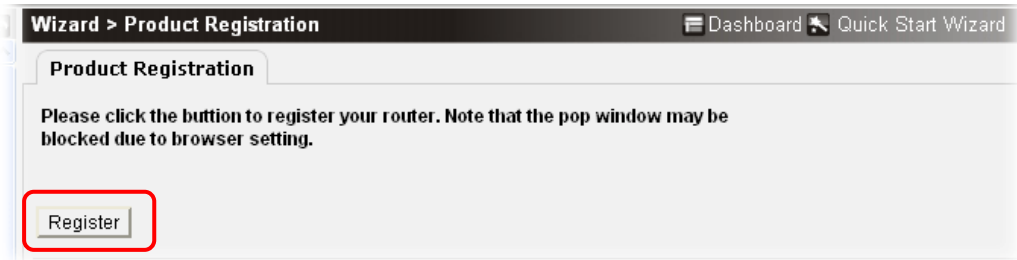 Wizard > Product Registration
Dashboard Quick Start Wizard
Product Registration
Please click the buttion to register your router. Note that the pop window may be
blocked due to browser setting.
Register